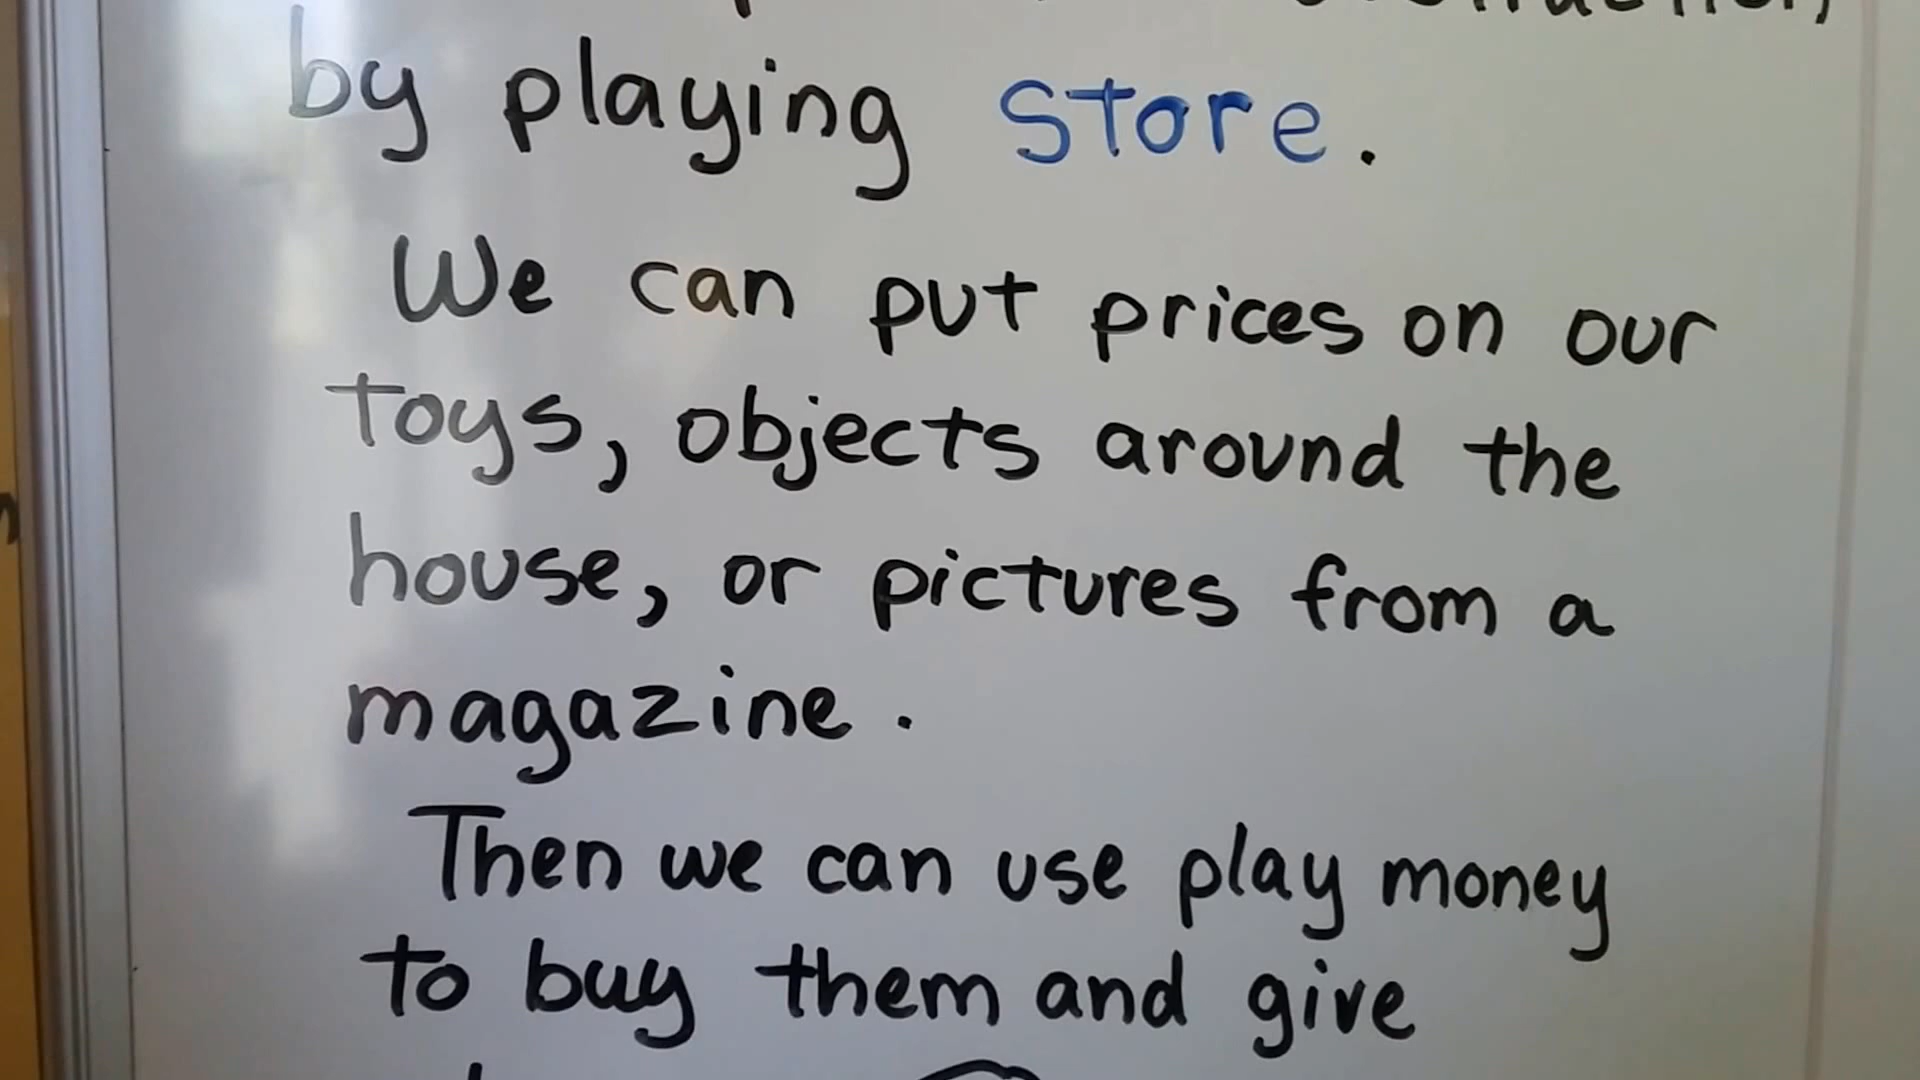 by playing store.
We can put prices on our
toys, objects around the
house, or pictures from a
magazine.
Then we can use play money
to buy them and give